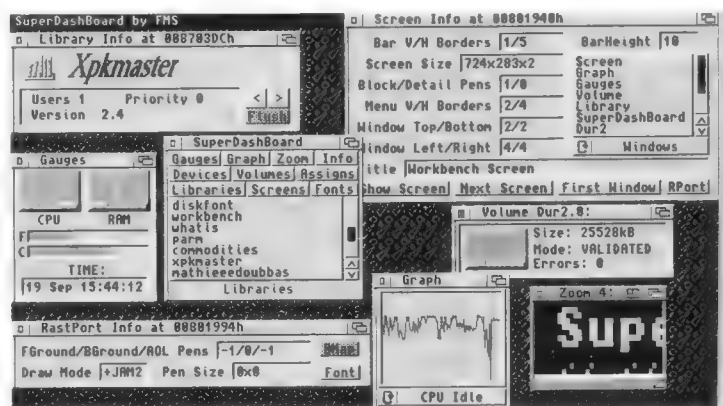 SuperDashBoard by FMS
Library Info at 088703DCh
Xpkmaster
Users 1 Priority 0
Version 2.4
< >
Flush
Gauges
CPU RAM
F
C
TIME:
19 Sep 15:44:12
SuperDashBoard
Gauges Graph Zoom Info
Devices Volumes Assigns
Libraries Screens Fonts
diskfont
workbench
whatis
parm
commodities
xpkmaster
mathieeedoubbas
Libraries
RastPort Info at 08801994h
FGround/BGround/AOL Pens -1/0/-1
BMap
Draw Mode +JAM2 Pen Size 0x0
Font
Screen Info at 08801940h
Bar V/H Borders 1/5
BarHeight 10
Screen Size 724x283x2
Block/Detail Pens 1/0
Menu V/H Borders 2/4
Window Top/Bottom 2/2
Window Left/Right 4/4
Screen
Graph
Gauges
Volume
Library
SuperDashBoard
Dur2
Windows
itle Workbench Screen
Show Screen Next Screen First Window RPort
Volume Dur2.0:
Size: 25528kB
Mode: VALIDATED
Errors: 0
Graph
CPU Idle
Zoom 4:
Supe